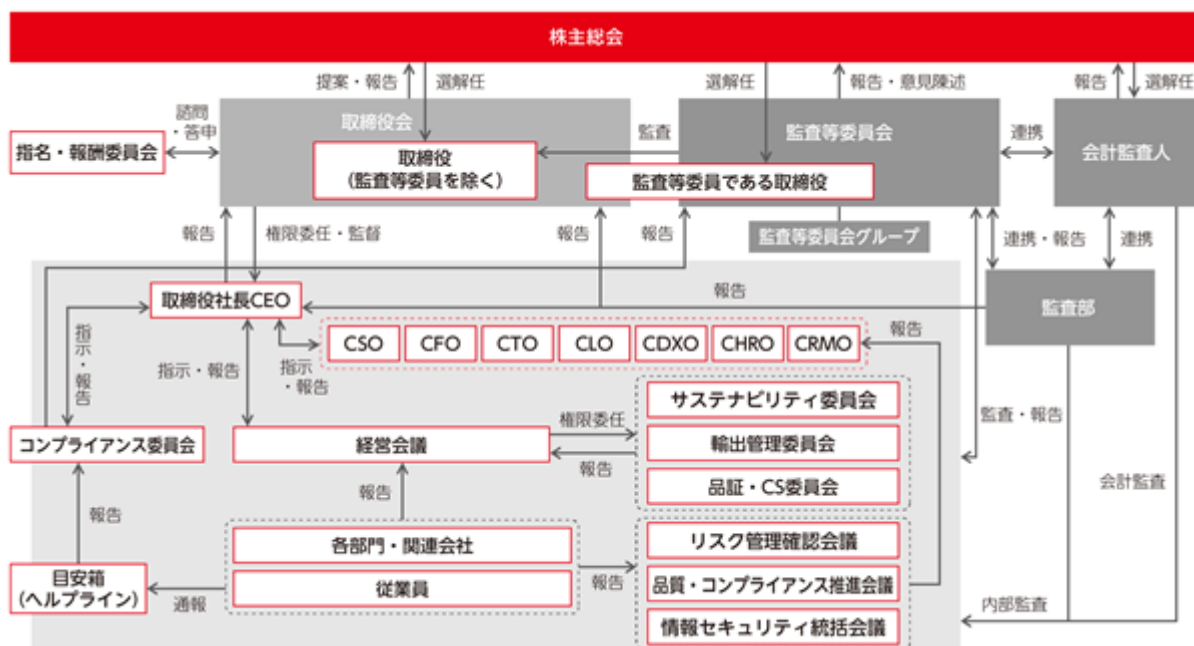 株主総会
提案・報告
選解任
選解任
報告・意見陳述
報告
選解任
諮問
・答申
取締役会
監査等委員会
会計監査人
指名・報酬委員会
取締役
(監査等委員を除く)
監査
監査等委員である取締役
連携
監査等委員会グループ
報告
権限委任・監督
報告
報告
連携・報告
連携
取締役社長CEO
報告
監査部
指示・報告
指示・報告
指示
・報告
CSO
CFO
CTO
CLO
CDXO
CHRO
CRMO
報告
サステナビリティ委員会
輸出管理委員会
品証・CS委員会
権限委任
報告
監査・報告
会計監査
コンプライアンス委員会
経営会議
報告
報告
各部門・関連会社
従業員
報告
リスク管理確認会議
品質・コンプライアンス推進会議
情報セキュリティ統括会議
目安箱
(ヘルプライン)
通報
内部監査